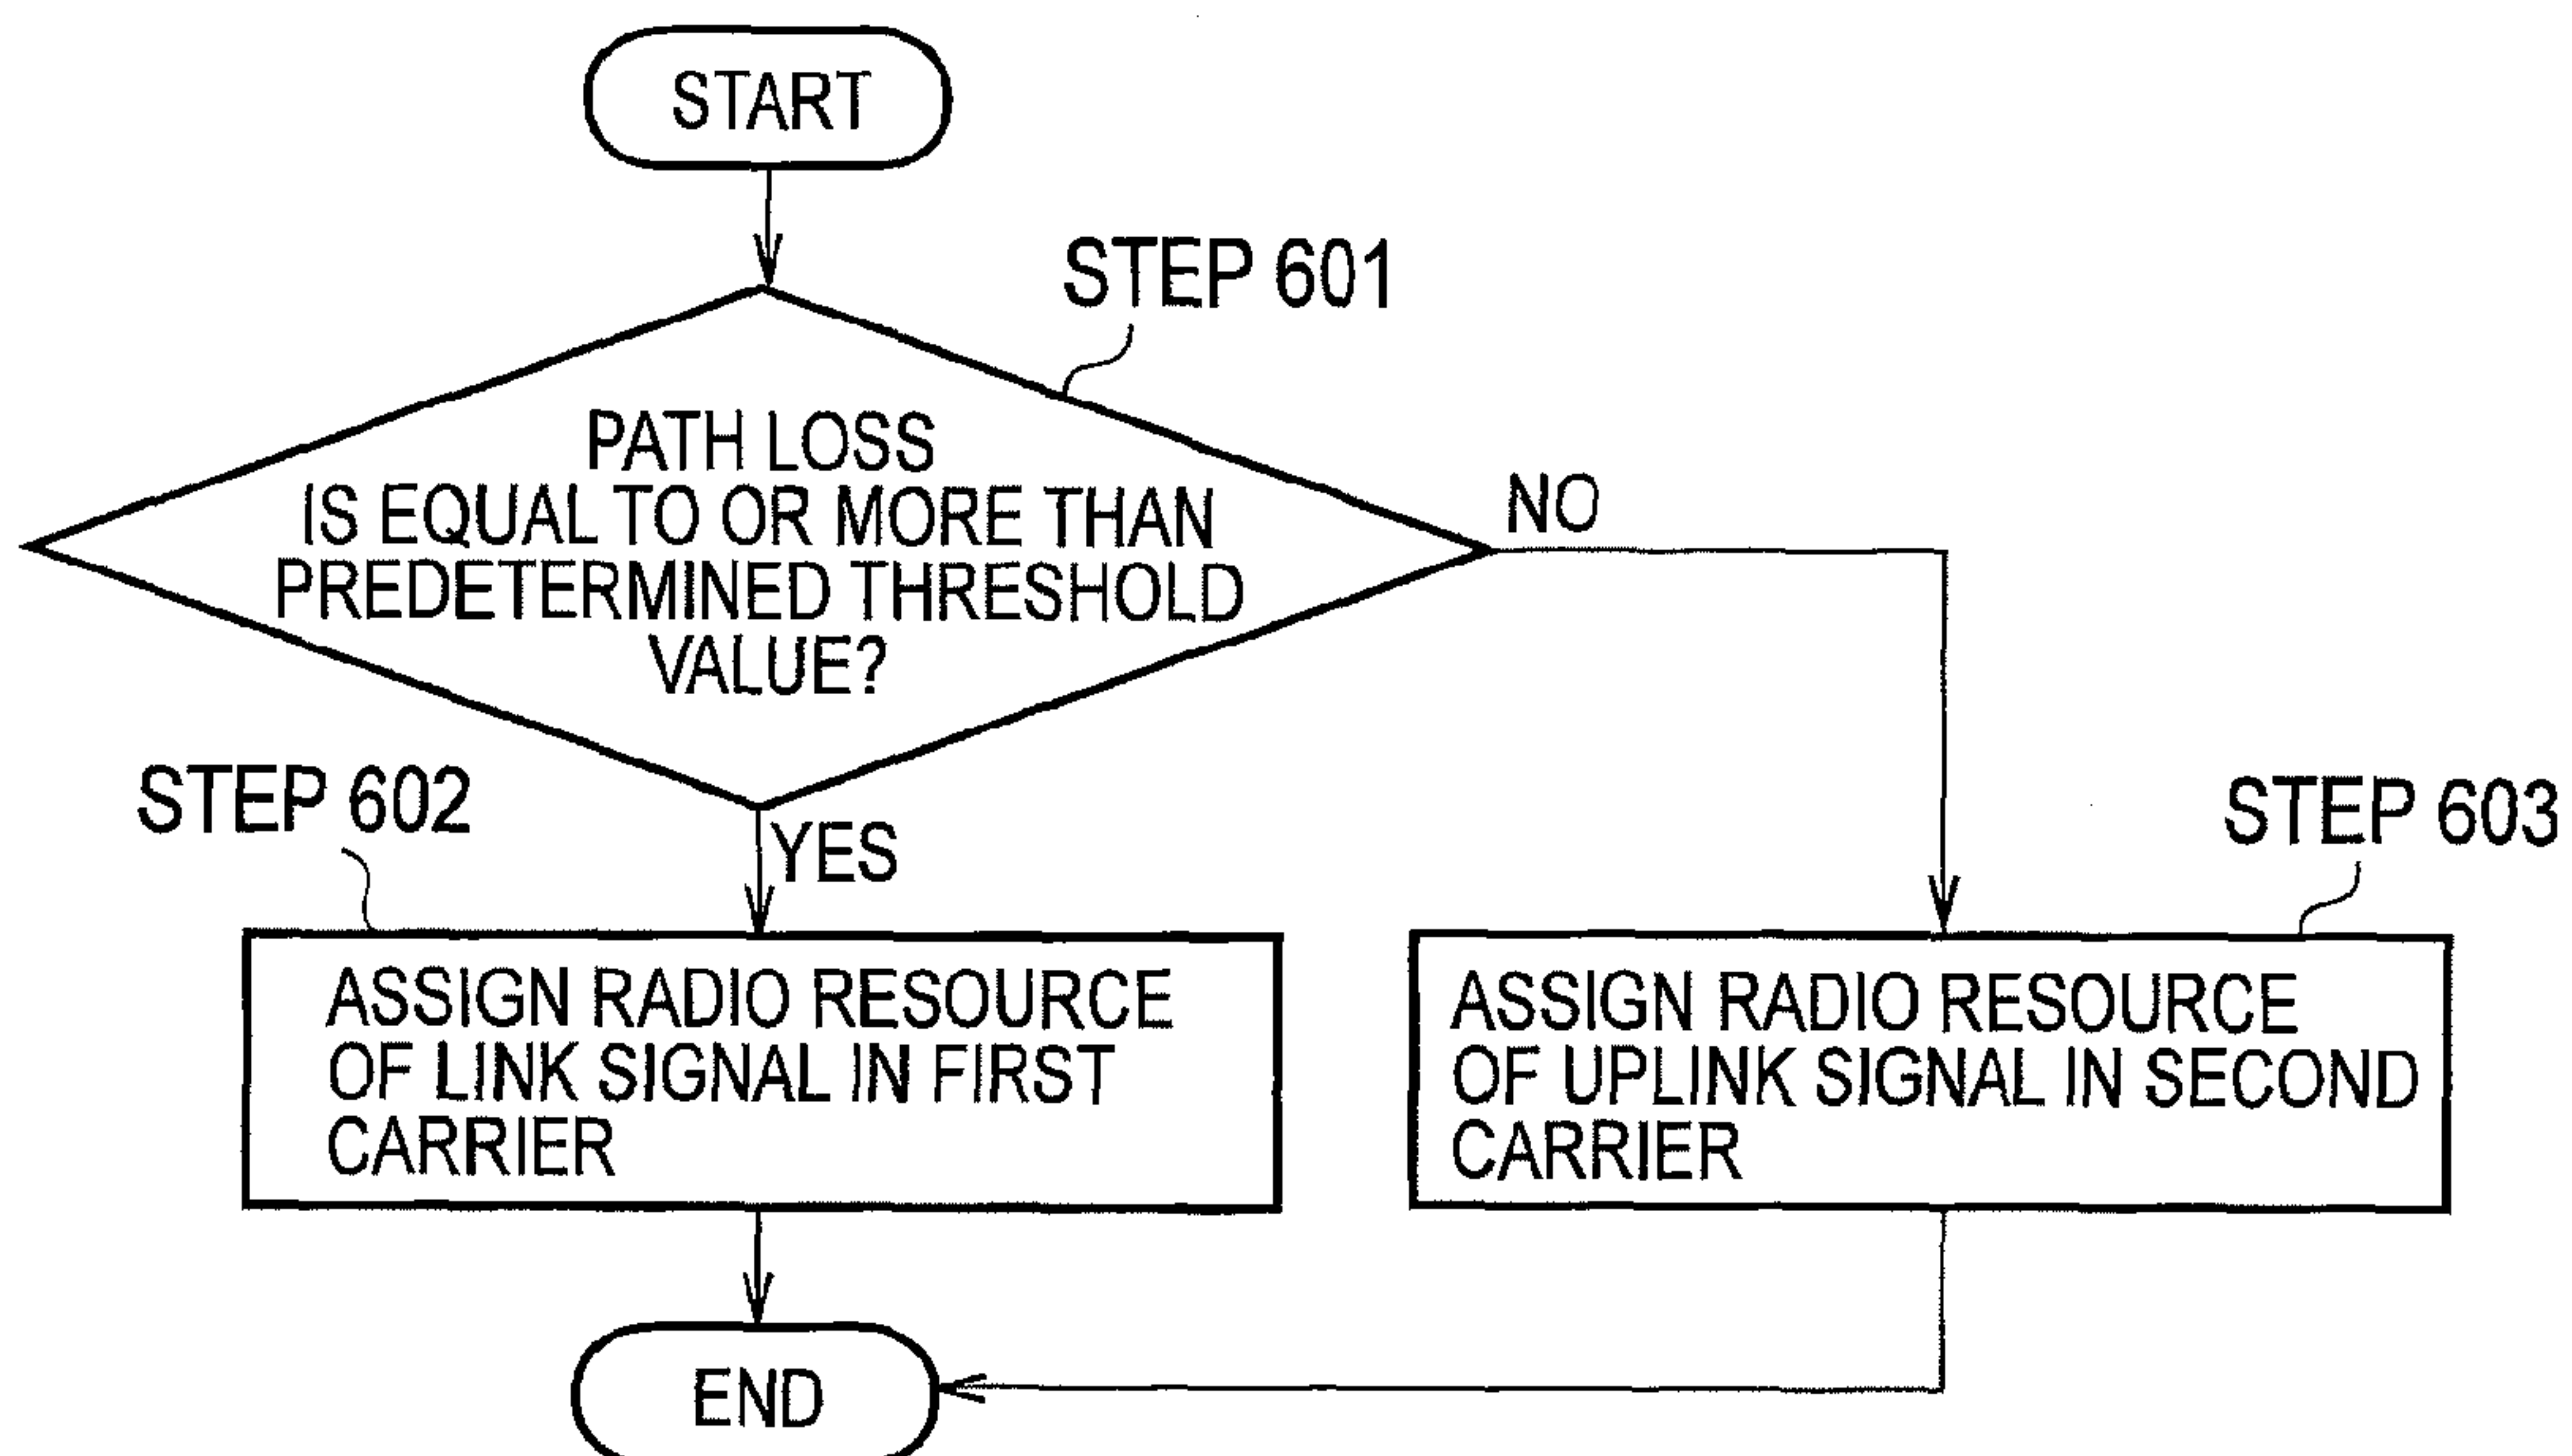 START
STEP 601
PATH LOSS
IS EQUAL TO OR MORE THAN
PREDETERMINED THRESHOLD
VALUE?
NO
STEP 602
YES
STEP 603
ASSIGN RADIO RESOURCE
OF LINK SIGNAL IN FIRST
CARRIER
ASSIGN RADIO RESOURCE
OF UPLINK SIGNAL IN SECOND
CARRIER
END